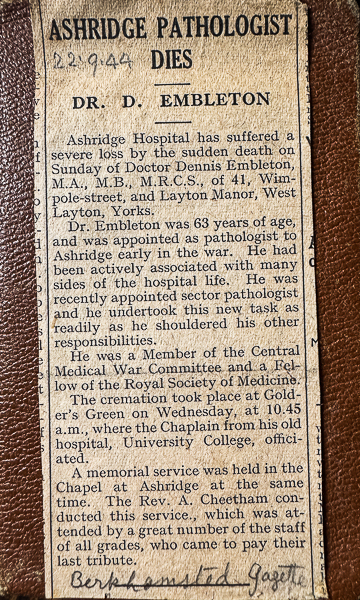 ASHRIDGE PATHOLOGIST
22.9.44 DIES
DR. D. EMBLETON
Ashridge Hospital has suffered a
severe loss by the sudden death on
Sunday of Doctor Dennis Embleton,
M.A., M.B., M.R.C.S., of 41, Wim-
pole-street, and Layton Manor, West
Layton, Yorks.
Dr. Embleton was 63 years of age,
and was appointed as pathologist to
Ashridge early in the war. He had
been actively associated with many
sides of the hospital life. He was
recently appointed sector pathologist
and he undertook this new task as
readily as he shouldered his other
responsibilities.
He was a Member of the Central
Medical War Committee and a Fel-
low of the Royal Society of Medicine.
The cremation took place at Gold-
er's Green on Wednesday, at 10.45
a.m., where the Chaplain from his old
hospital, University College, offici-
ated.
A memorial service was held in the
Chapel at Ashridge at the same
time. The Rev. A. Cheetham con-
ducted this service., which was at-
tended by a great number of the staff
of all grades, who came to pay their
last tribute.
Berkhamsted Gazette